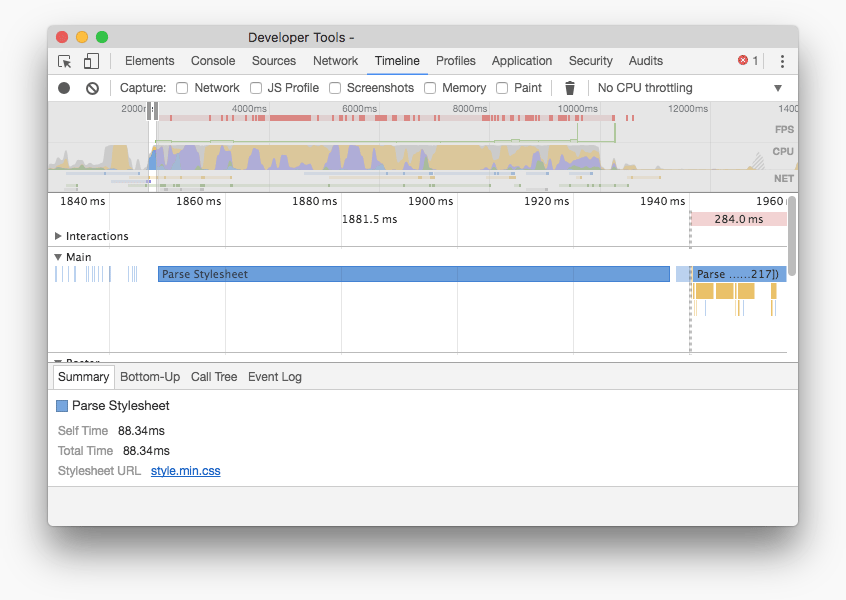 Developer Tools -
Elements Console Sources Network Timeline Profiles Application Security Audits 1
Capture: Network JS Profile Screenshots Memory Paint No CPU throttling
4000ms 6000ms 8000ms 10000ms 12000ms
FPS
CPU
NET
1840 ms 1860 ms 1880 ms 1900 ms 1920 ms 1940 ms 1960
1881.5 ms 284.0 ms
Interactions
Main
Parse Stylesheet Parse ......217])
Summary Bottom-Up Call Tree Event Log
Parse Stylesheet
Self Time 88.34ms
Total Time 88.34ms
Stylesheet URL style.min.css